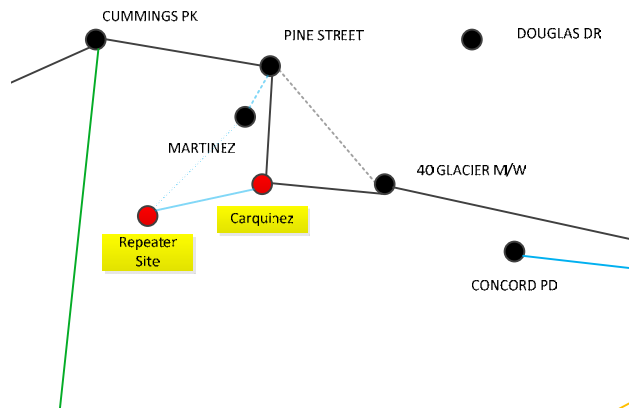 CUMMINGS PK
PINE STREET
DOUGLAS DR
MARTINEZ
40 GLACIER M/W
Carquinez
Repeater
Site
CONCORD PD